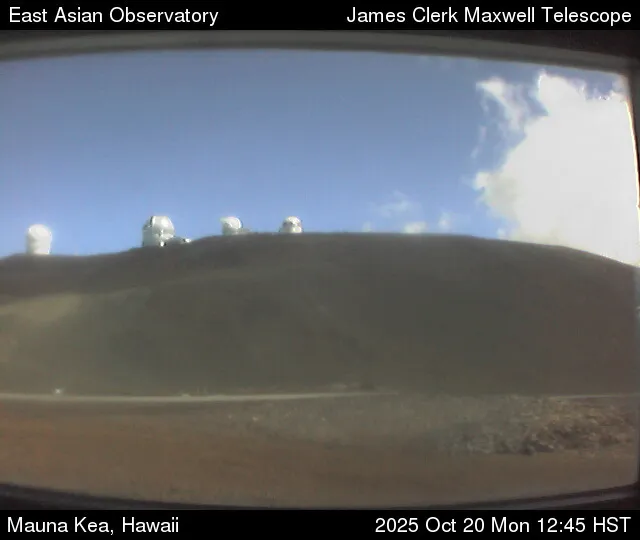 East Asian Observatory
James Clerk Maxwell Telescope
Mauna Kea, Hawaii
2025 Oct 20 Mon 12:45 HST